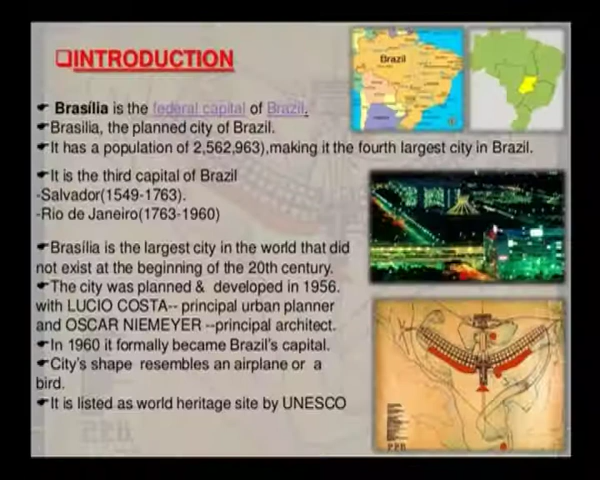 ❑INTRODUCTION
☛ Brasília is the federal capital of Brazil.
☛Brasilia, the planned city of Brazil.
☛It has a population of 2,562,963),making it the fourth largest city in Brazil.
☛It is the third capital of Brazil
-Salvador(1549-1763).
-Rio de Janeiro(1763-1960)
☛Brasília is the largest city in the world that did
not exist at the beginning of the 20th century.
☛The city was planned & developed in 1956.
with LUCIO COSTA-- principal urban planner
and OSCAR NIEMEYER --principal architect.
☛In 1960 it formally became Brazil's capital.
☛City's shape resembles an airplane or a
bird.
☛It is listed as world heritage site by UNESCO
Brazil